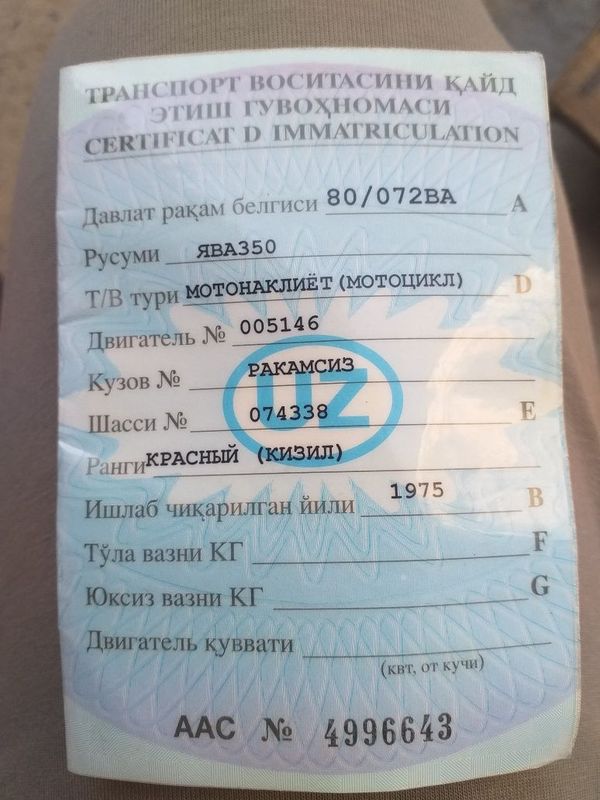 ТРАНСПОРТ ВОСИТАСИНИ ҚАЙД
ЭТИШ ГУВОҲНОМАСИ
CERTIFICAT D IMMATRICULATION
Давлат рақам белгиси 80/072ВА A
Русуми ЯВА350
Т/В тури МОТОНАКЛИЁТ(МОТОЦИКЛ) D
Двигатель № 005146
Кузов № РАКАМСИЗ
UZ
Шасси № 074338 E
Ранги КРАСНЫЙ (КИЗИЛ)
Ишлаб чиқарилган йили 1975 B
Тўла вазни КГ F
Юксиз вазни КГ G
Двигатель қуввати
(квт, от кучи)
ААС № 4996643